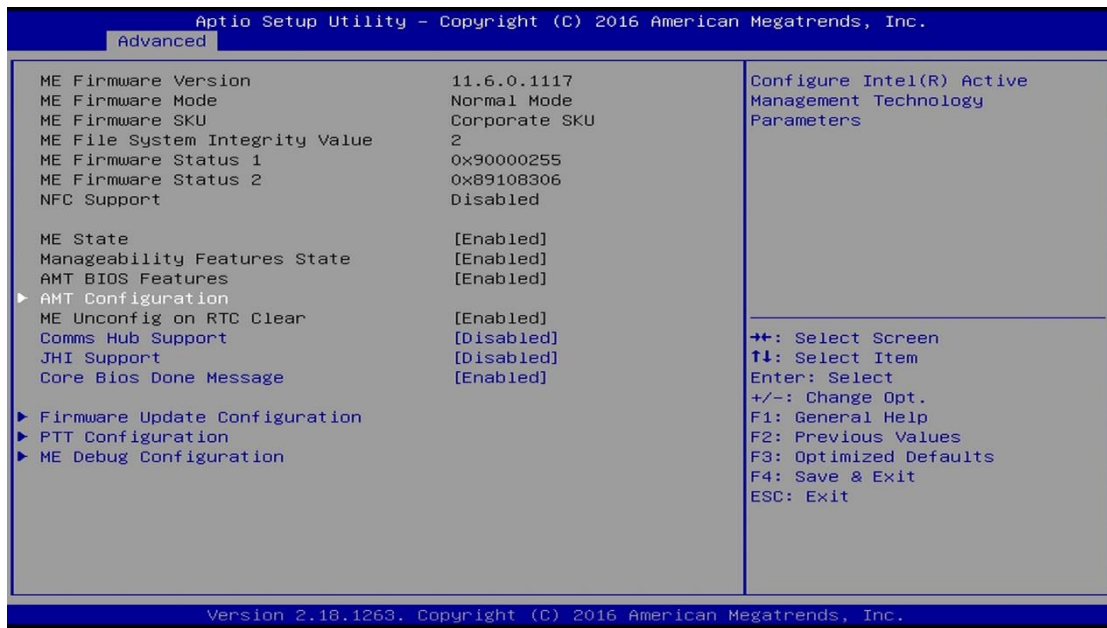 Aptio Setup Utility – Copyright (C) 2016 American Megatrends, Inc.
Advanced
ME Firmware Version 11.6.0.1117
ME Firmware Mode Normal Mode
ME Firmware SKU Corporate SKU
ME File System Integrity Value 2
ME Firmware Status 1 0x90000255
ME Firmware Status 2 0x89108306
NFC Support Disabled
ME State [Enabled]
Manageability Features State [Enabled]
AMT BIOS Features [Enabled]
► AMT Configuration
ME Unconfig on RTC Clear [Enabled]
Comms Hub Support [Disabled]
JHI Support [Disabled]
Core Bios Done Message [Enabled]
► Firmware Update Configuration
► PTT Configuration
► ME Debug Configuration
Configure Intel(R) Active
Management Technology
Parameters
→←: Select Screen
↑↓: Select Item
Enter: Select
+/-: Change Opt.
F1: General Help
F2: Previous Values
F3: Optimized Defaults
F4: Save & Exit
ESC: Exit
Version 2.18.1263. Copyright (C) 2016 American Megatrends, Inc.